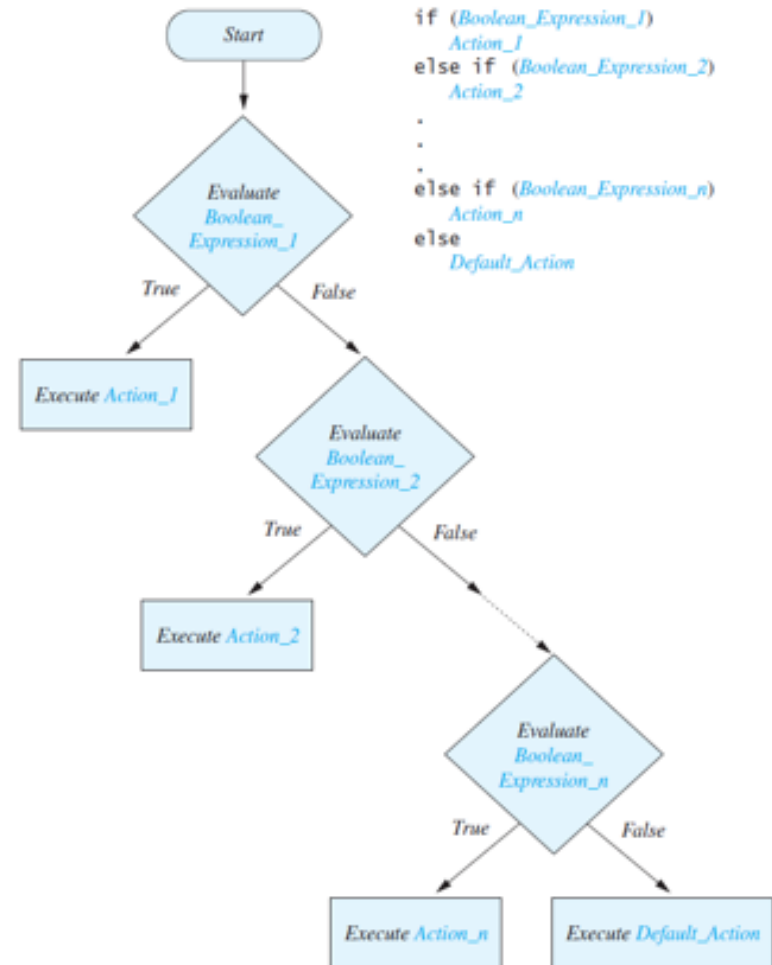 Start
if (Boolean_Expression_1)
Action_1
else if (Boolean_Expression_2)
Action_2
.
.
.
else if (Boolean_Expression_n)
Action_n
else
Default_Action
Evaluate
Boolean_
Expression_1
True
False
Execute Action_1
Evaluate
Boolean_
Expression_2
True
False
Execute Action_2
Evaluate
Boolean_
Expression_n
True
False
Execute Action_n
Execute Default_Action